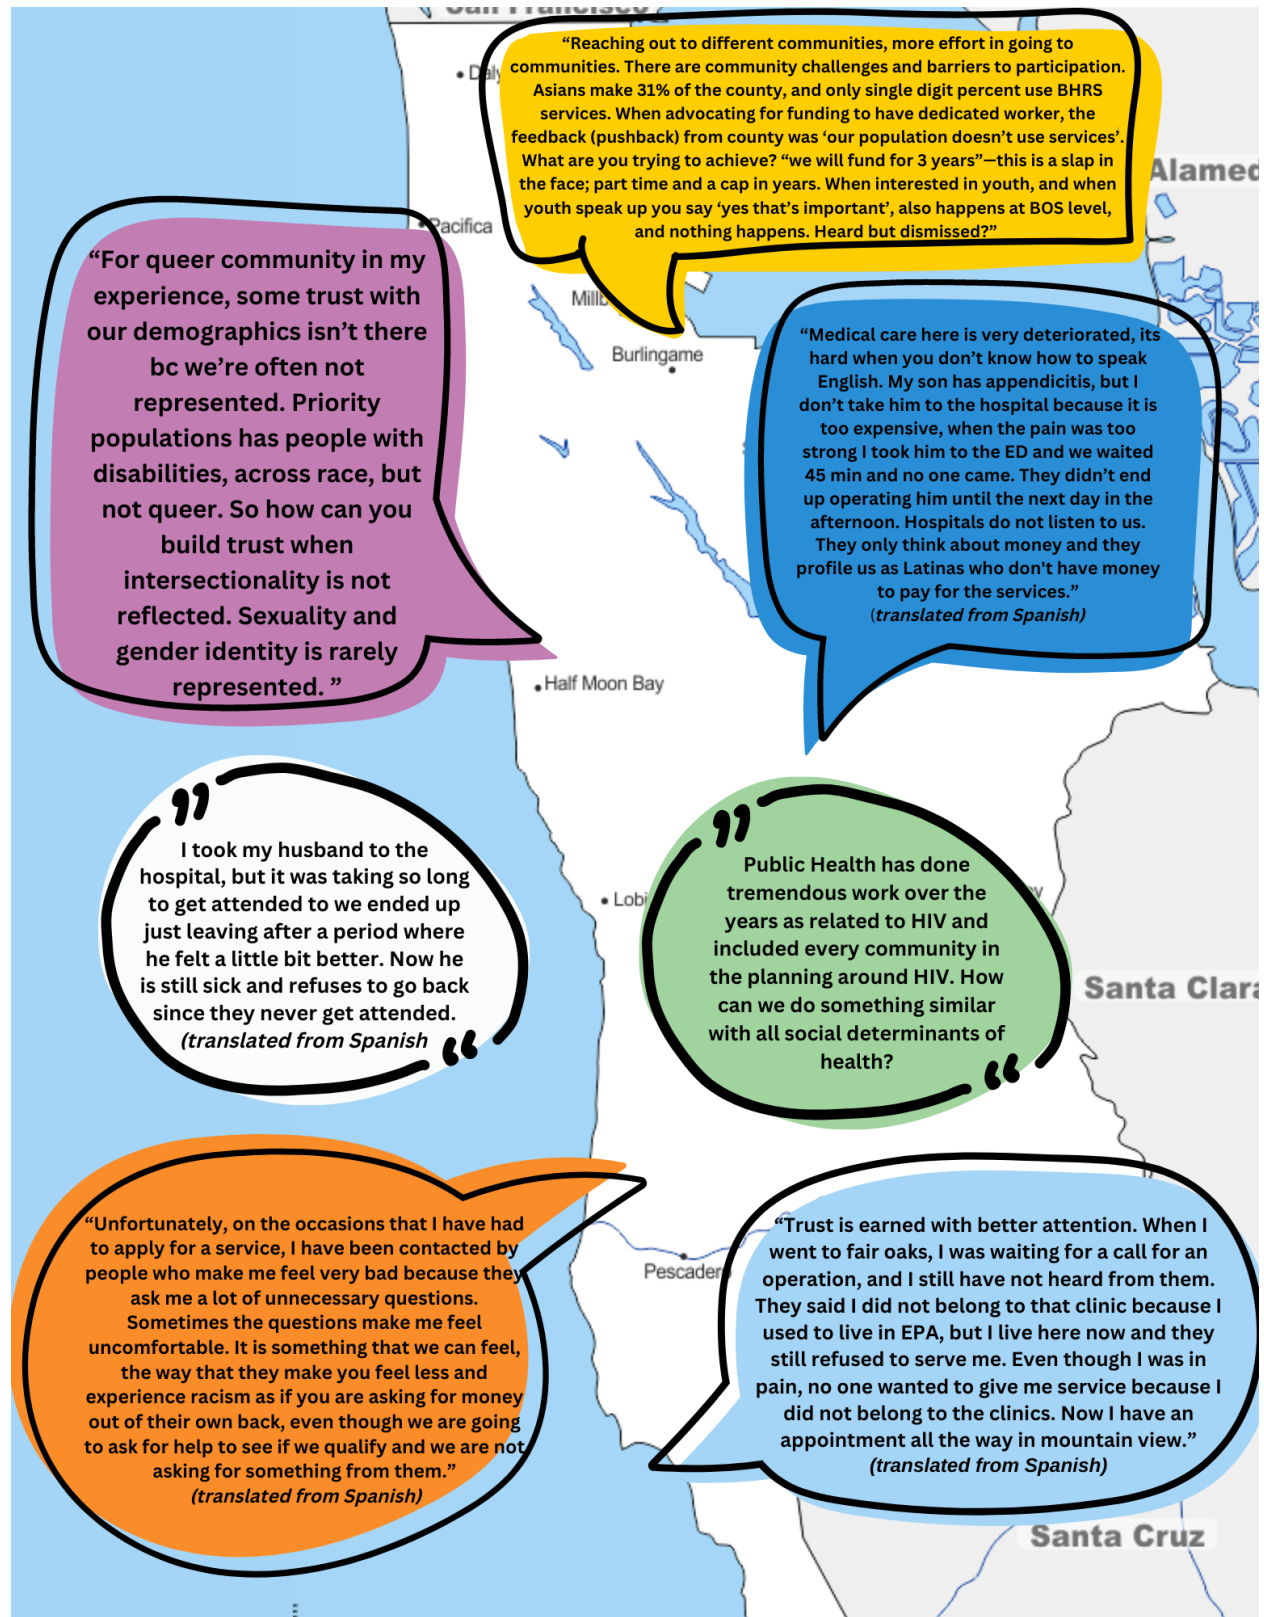 San Francisco
“Reaching out to different communities, more effort in going to
communities. There are community challenges and barriers to participation.
Asians make 31% of the county, and only single digit percent use BHRS
services. When advocating for funding to have dedicated worker, the
feedback (pushback) from county was ‘our population doesn’t use services’.
What are you trying to achieve? “we will fund for 3 years”—this is a slap in
the face; part time and a cap in years. When interested in youth, and when
youth speak up you say ‘yes that’s important’, also happens at BOS level,
and nothing happens. Heard but dismissed?”
Daly
Alamed
Pacifica
“For queer community in my
experience, some trust with
our demographics isn’t there
bc we’re often not
represented. Priority
populations has people with
disabilities, across race, but
not queer. So how can you
build trust when
intersectionality is not
reflected. Sexuality and
gender identity is rarely
represented. ”
Millb
Burlingame
“Medical care here is very deteriorated, its
hard when you don’t know how to speak
English. My son has appendicitis, but I
don’t take him to the hospital because it is
too expensive, when the pain was too
strong I took him to the ED and we waited
45 min and no one came. They didn’t end
up operating him until the next day in the
afternoon. Hospitals do not listen to us.
They only think about money and they
profile us as Latinas who don't have money
to pay for the services.”
(translated from Spanish)
Half Moon Bay
I took my husband to the
hospital, but it was taking so long
to get attended to we ended up
just leaving after a period where
he felt a little bit better. Now he
is still sick and refuses to go back
since they never get attended.
(translated from Spanish
Public Health has done
tremendous work over the
years as related to HIV and
included every community in
the planning around HIV. How
can we do something similar
with all social determinants of
health?
Lobi
Santa Clara
“Unfortunately, on the occasions that I have had
to apply for a service, I have been contacted by
people who make me feel very bad because they
ask me a lot of unnecessary questions.
Sometimes the questions make me feel
uncomfortable. It is something that we can feel,
the way that they make you feel less and
experience racism as if you are asking for money
out of their own back, even though we are going
to ask for help to see if we qualify and we are not
asking for something from them.”
(translated from Spanish)
Pescadero
“Trust is earned with better attention. When I
went to fair oaks, I was waiting for a call for an
operation, and I still have not heard from them.
They said I did not belong to that clinic because I
used to live in EPA, but I live here now and they
still refused to serve me. Even though I was in
pain, no one wanted to give me service because I
did not belong to the clinics. Now I have an
appointment all the way in mountain view.”
(translated from Spanish)
Santa Cruz